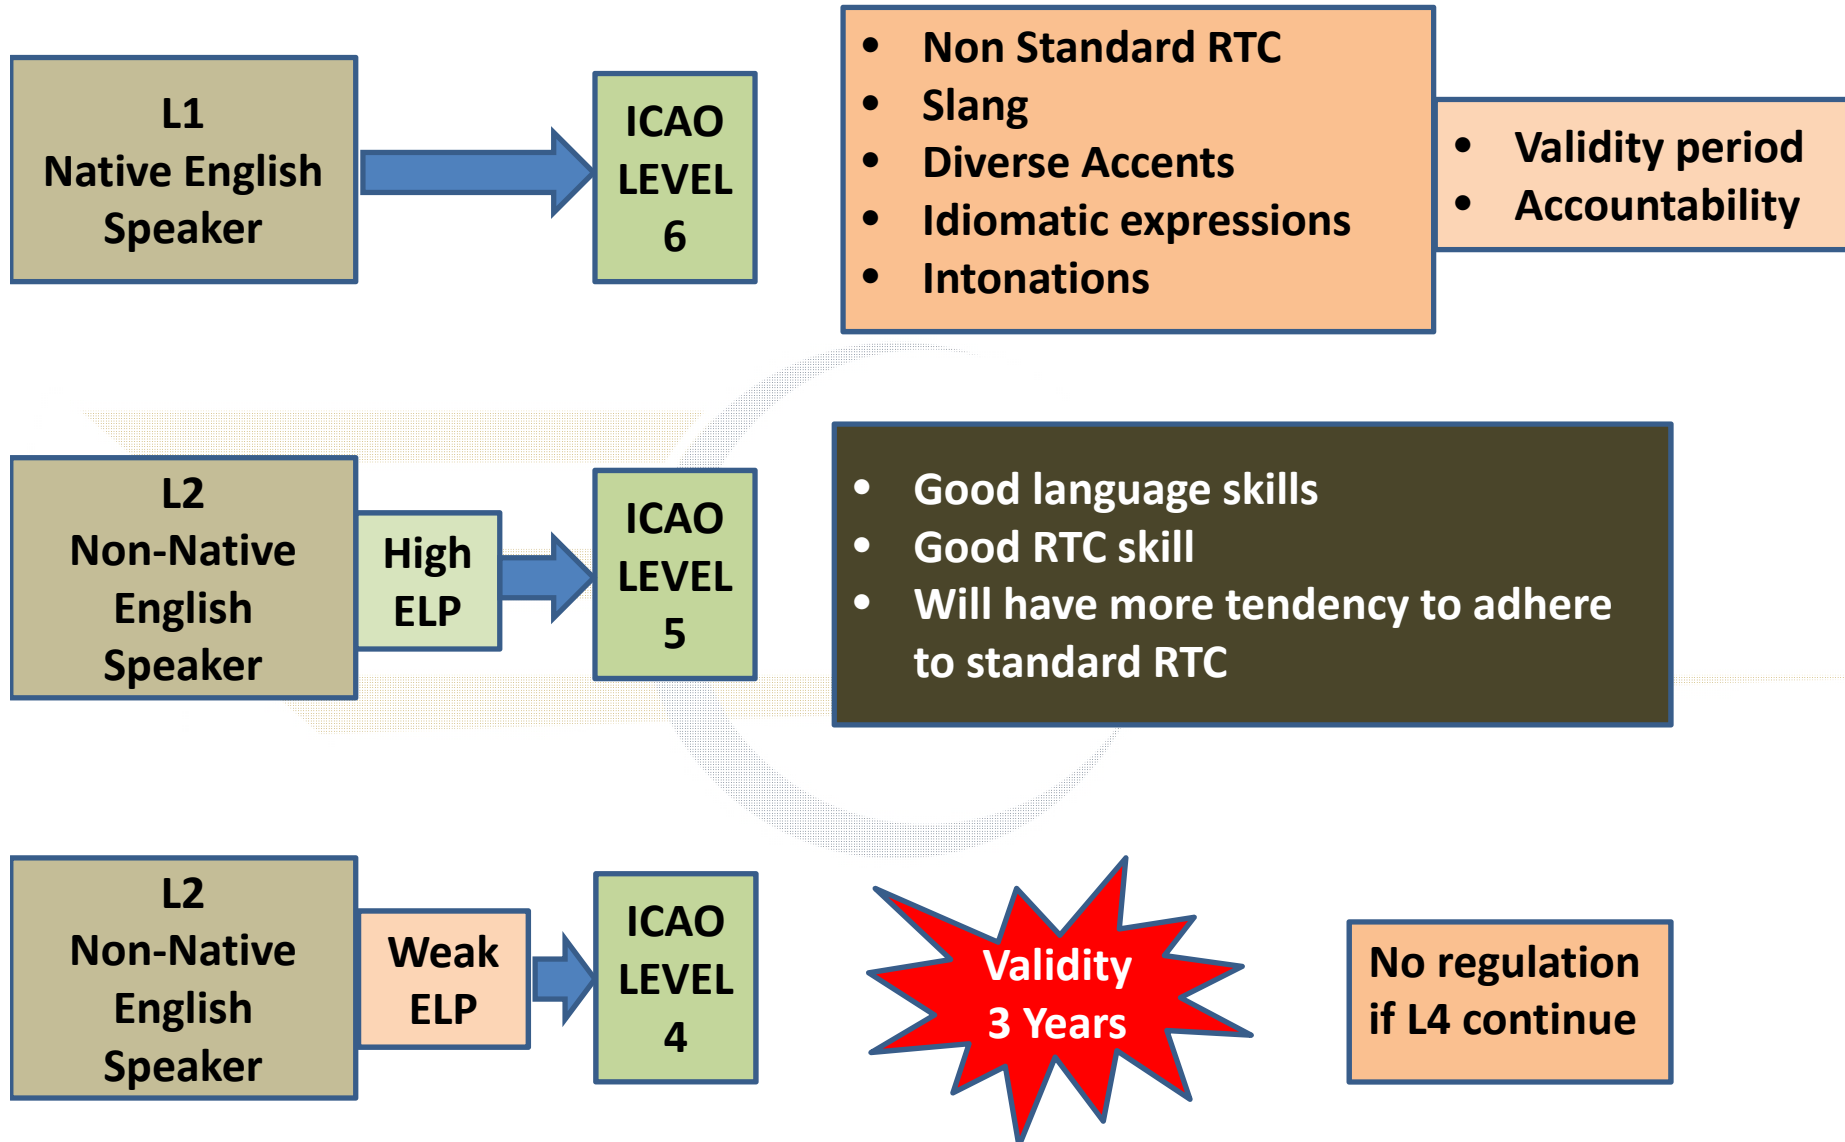 L1
Native English
Speaker
ICAO
LEVEL
6
• Non Standard RTC
• Slang
• Diverse Accents
• Idiomatic expressions
• Intonations
• Validity period
• Accountability
L2
Non-Native
English
Speaker
High
ELP
ICAO
LEVEL
5
• Good language skills
• Good RTC skill
• Will have more tendency to adhere
to standard RTC
L2
Non-Native
English
Speaker
Weak
ELP
ICAO
LEVEL
4
Validity
3 Years
No regulation
if L4 continue